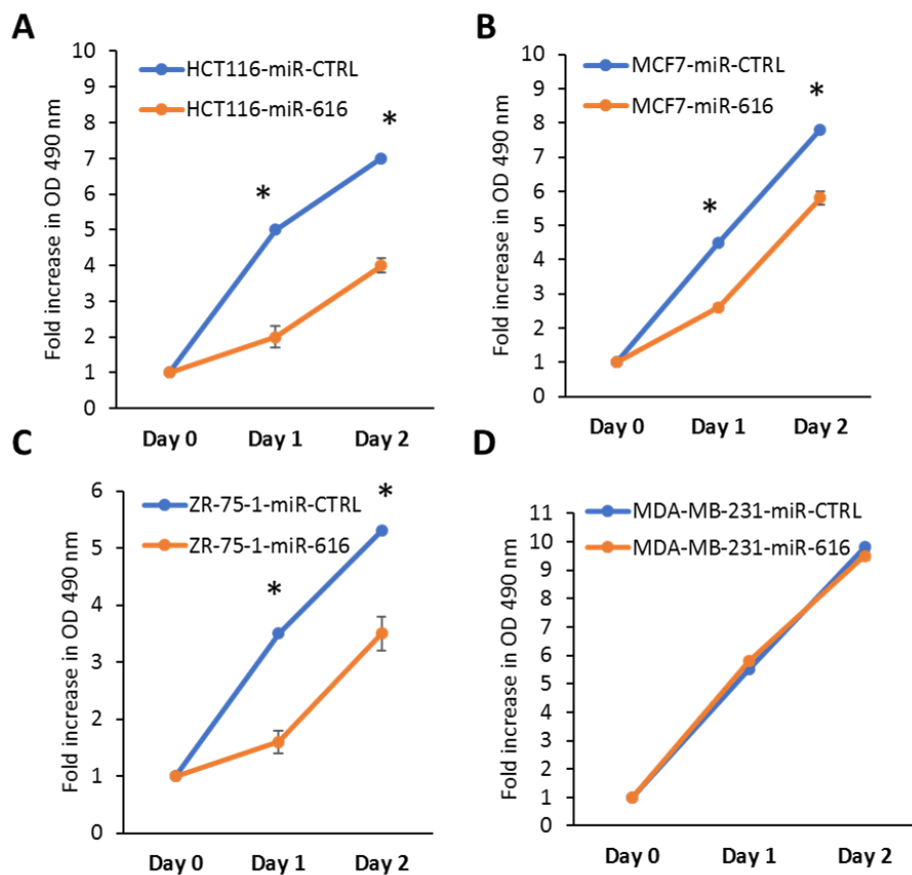 A
HCT116-miR-CTRL
HCT116-miR-616
Fold increase in OD 490 nm
10
9
8
7
6
5
4
3
2
1
0
*
*
Day 0 Day 1 Day 2
B
MCF7-miR-CTRL
MCF7-miR-616
Fold increase in OD 490 nm
10
9
8
7
6
5
4
3
2
1
0
*
*
Day 0 Day 1 Day 2
C
ZR-75-1-miR-CTRL
ZR-75-1-miR-616
Fold increase in OD 490 nm
6
5
4
3
2
1
0
*
*
Day 0 Day 1 Day 2
D
MDA-MB-231-miR-CTRL
MDA-MB-231-miR-616
Fold increase in OD 490 nm
11
10
9
8
7
6
5
4
3
2
1
0
Day 0 Day 1 Day 2